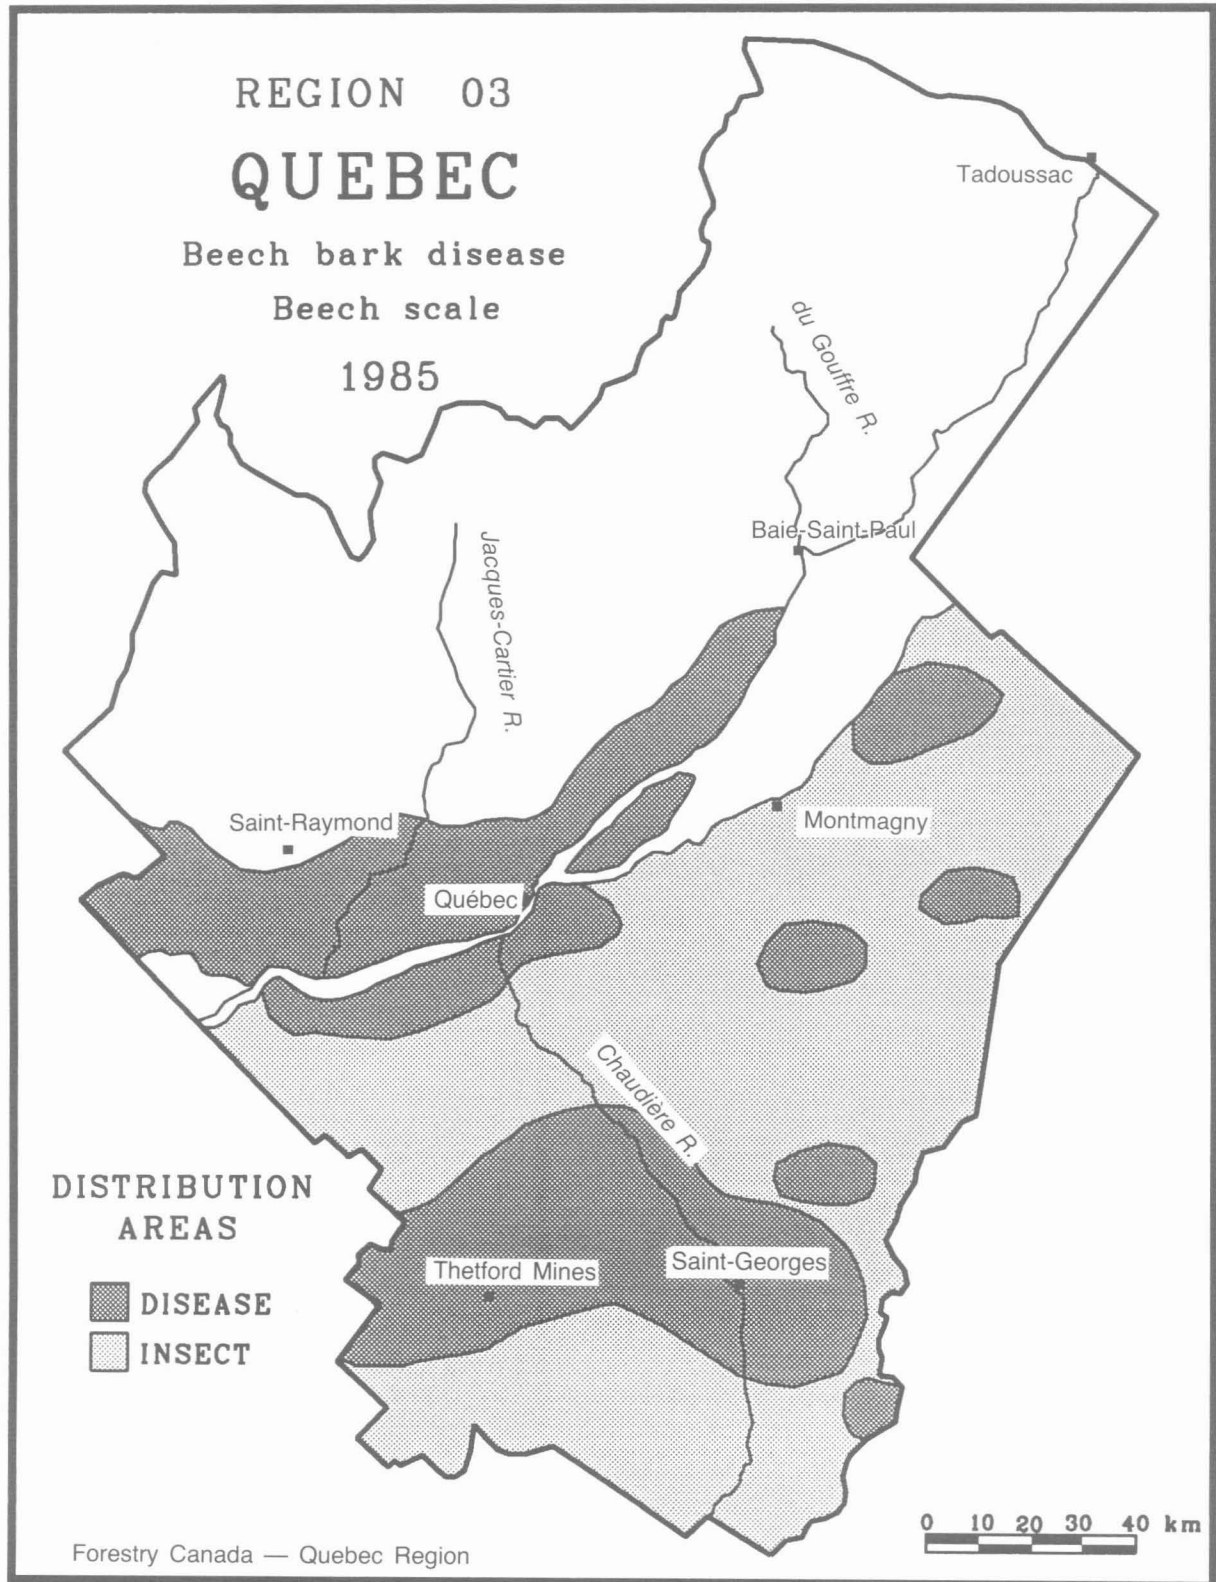 REGION 03
QUEBEC
Beech bark disease
Beech scale
1985
Tadoussac
du Gouffre R.
Baie-Saint-Paul
Jacques-Cartier R.
Saint-Raymond
Montmagny
Québec
Chaudière R.
DISTRIBUTION
AREAS
DISEASE
INSECT
Thetford Mines
Saint-Georges
0 10 20 30 40 km
Forestry Canada — Quebec Region